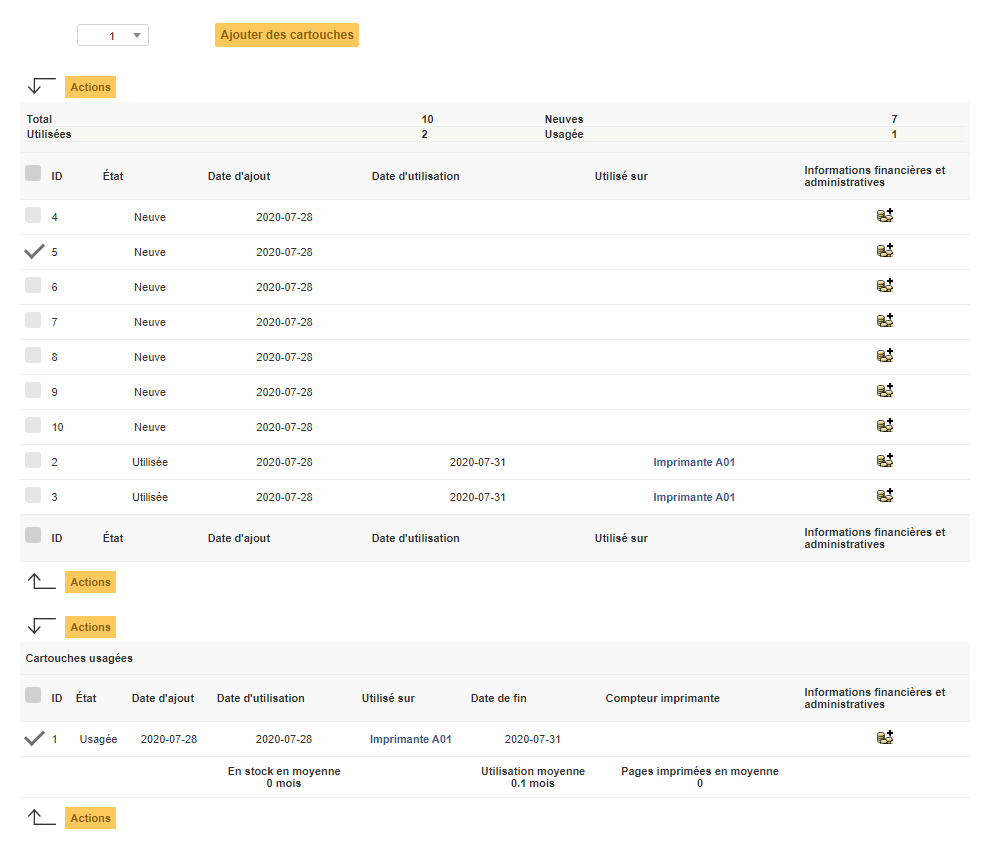 1 Ajouter des cartouches
Actions
Total 10 Neuves 7
Utilisées 2 Usagée 1
ID État Date d'ajout Date d'utilisation Utilisé sur Informations financières et administratives
4 Neuve 2020-07-28
5 Neuve 2020-07-28
6 Neuve 2020-07-28
7 Neuve 2020-07-28
8 Neuve 2020-07-28
9 Neuve 2020-07-28
10 Neuve 2020-07-28
2 Utilisée 2020-07-28 2020-07-31 Imprimante A01
3 Utilisée 2020-07-28 2020-07-31 Imprimante A01
ID État Date d'ajout Date d'utilisation Utilisé sur Informations financières et administratives
Actions
Actions
Cartouches usagées
ID État Date d'ajout Date d'utilisation Utilisé sur Date de fin Compteur imprimante Informations financières et administratives
1 Usagée 2020-07-28 2020-07-28 Imprimante A01 2020-07-31
En stock en moyenne Utilisation moyenne Pages imprimées en moyenne
0 mois 0.1 mois 0
Actions